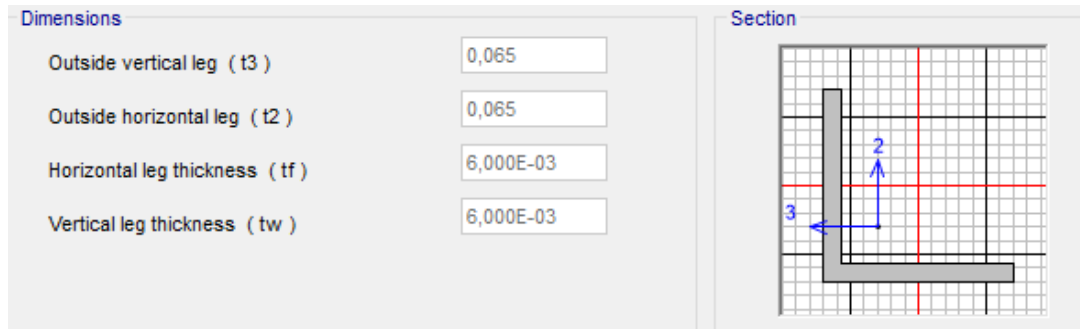 Dimensions
Outside vertical leg ( t3 )
0,065
Outside horizontal leg ( t2 )
0,065
Horizontal leg thickness ( tf )
6,000E-03
Vertical leg thickness ( tw )
6,000E-03
Section
2
3